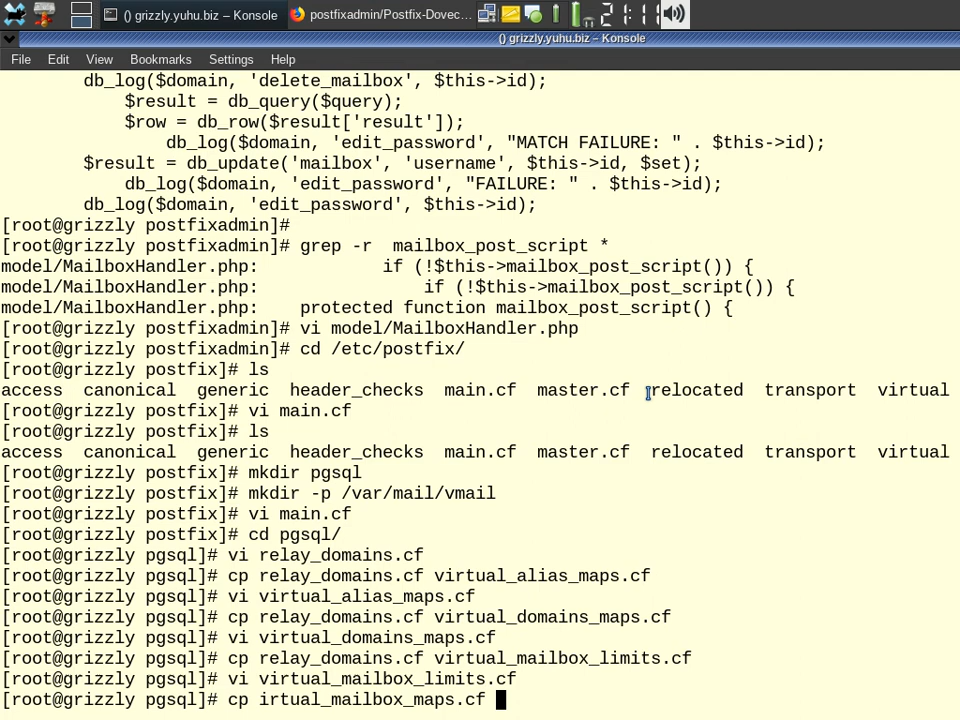 () grizzly.yuhu.biz – Konsole
postfixadmin/Postfix-Dovec...
21:11
() grizzly.yuhu.biz – Konsole
File Edit View Bookmarks Settings Help
        db_log($domain, 'delete_mailbox', $this->id);
            $result = db_query($query);
            $row = db_row($result['result']);
                db_log($domain, 'edit_password', "MATCH FAILURE: " . $this->id);
        $result = db_update('mailbox', 'username', $this->id, $set);
            db_log($domain, 'edit_password', "FAILURE: " . $this->id);
        db_log($domain, 'edit_password', $this->id);
[root@grizzly postfixadmin]#
[root@grizzly postfixadmin]# grep -r  mailbox_post_script *
model/MailboxHandler.php:            if (!$this->mailbox_post_script()) {
model/MailboxHandler.php:                if (!$this->mailbox_post_script()) {
model/MailboxHandler.php:    protected function mailbox_post_script() {
[root@grizzly postfixadmin]# vi model/MailboxHandler.php
[root@grizzly postfixadmin]# cd /etc/postfix/
[root@grizzly postfix]# ls
access  canonical  generic  header_checks  main.cf  master.cf  relocated  transport  virtual
[root@grizzly postfix]# vi main.cf
[root@grizzly postfix]# ls
access  canonical  generic  header_checks  main.cf  master.cf  relocated  transport  virtual
[root@grizzly postfix]# mkdir pgsql
[root@grizzly postfix]# mkdir -p /var/mail/vmail
[root@grizzly postfix]# vi main.cf
[root@grizzly postfix]# cd pgsql/
[root@grizzly pgsql]# vi relay_domains.cf
[root@grizzly pgsql]# cp relay_domains.cf virtual_alias_maps.cf
[root@grizzly pgsql]# vi virtual_alias_maps.cf
[root@grizzly pgsql]# cp relay_domains.cf virtual_domains_maps.cf
[root@grizzly pgsql]# vi virtual_domains_maps.cf
[root@grizzly pgsql]# cp relay_domains.cf virtual_mailbox_limits.cf
[root@grizzly pgsql]# vi virtual_mailbox_limits.cf
[root@grizzly pgsql]# cp irtual_mailbox_maps.cf